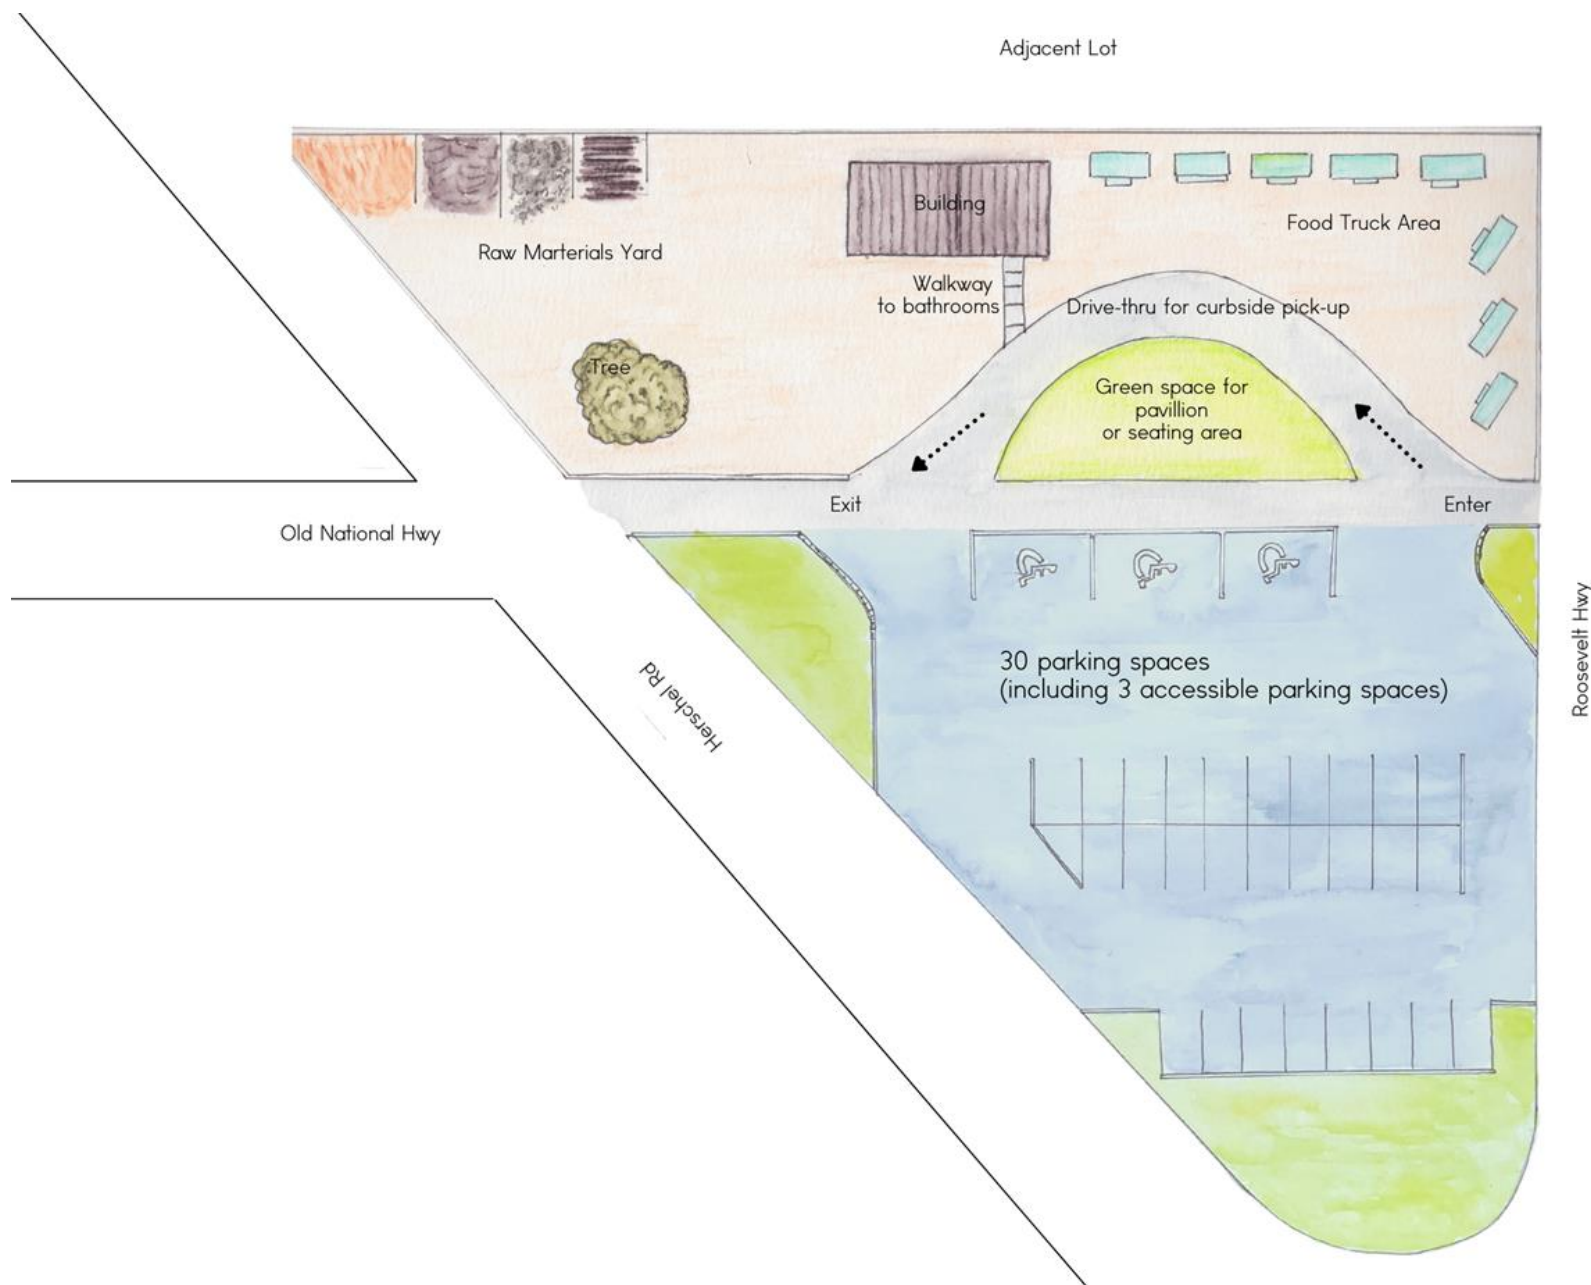 Adjacent Lot
Building
Food Truck Area
Raw Marterials Yard
Walkway
to bathrooms
Drive-thru for curbside pick-up
Tree
Green space for
pavillion
or seating area
Exit
Enter
Old National Hwy
30 parking spaces
(including 3 accessible parking spaces)
Herschel Rd
Roosevelt Hwy